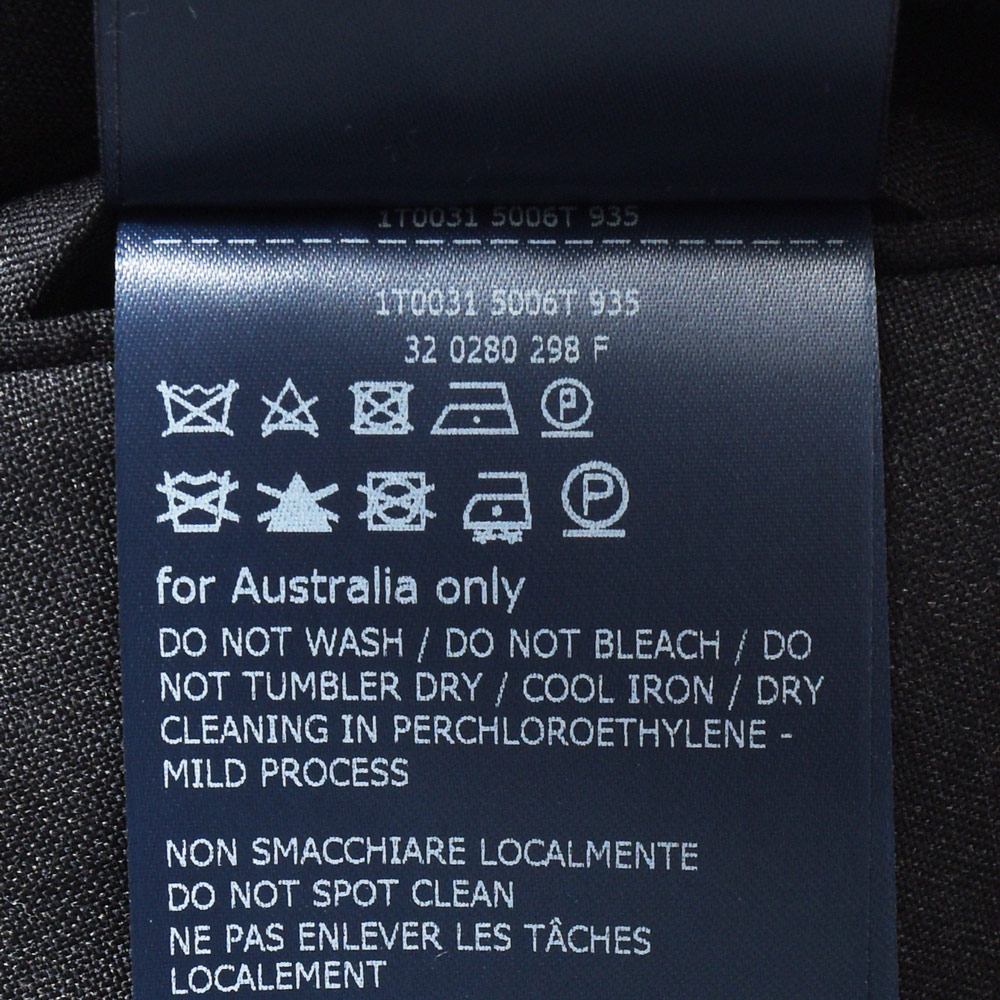 1T0031 5006T 935
1T0031 5006T 935
32 0280 298 F
P
P
for Australia only
DO NOT WASH / DO NOT BLEACH / DO
NOT TUMBLER DRY / COOL IRON / DRY
CLEANING IN PERCHLOROETHYLENE -
MILD PROCESS
NON SMACCHIARE LOCALMENTE
DO NOT SPOT CLEAN
NE PAS ENLEVER LES TÂCHES
LOCALEMENT